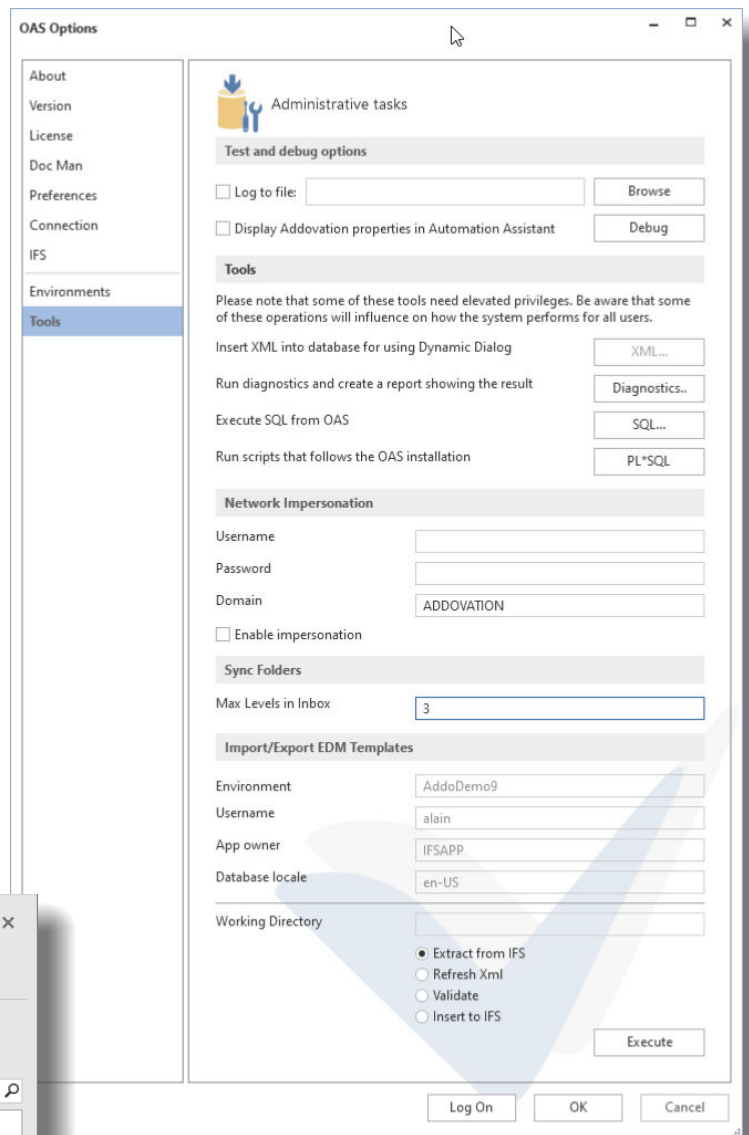 OAS Options
About
Version
License
Doc Man
Preferences
Connection
IFS
Environments
Tools
Administrative tasks
Test and debug options
Log to file:
Browse
Display Addovation properties in Automation Assistant
Debug
Tools
Please note that some of these tools need elevated privileges. Be aware that some
of these operations will influence on how the system performs for all users.
Insert XML into database for using Dynamic Dialog
XML...
Run diagnostics and create a report showing the result
Diagnostics..
Execute SQL from OAS
SQL...
Run scripts that follows the OAS installation
PL*SQL
Network Impersonation
Username
Password
Domain
ADDOVATION
Enable impersonation
Sync Folders
Max Levels in Inbox
3
Import/Export EDM Templates
Environment
AddoDemo9
Username
alain
App owner
IFSAPP
Database locale
en-US
Working Directory
Extract from IFS
Refresh Xml
Validate
Insert to IFS
Execute
Log On
OK
Cancel